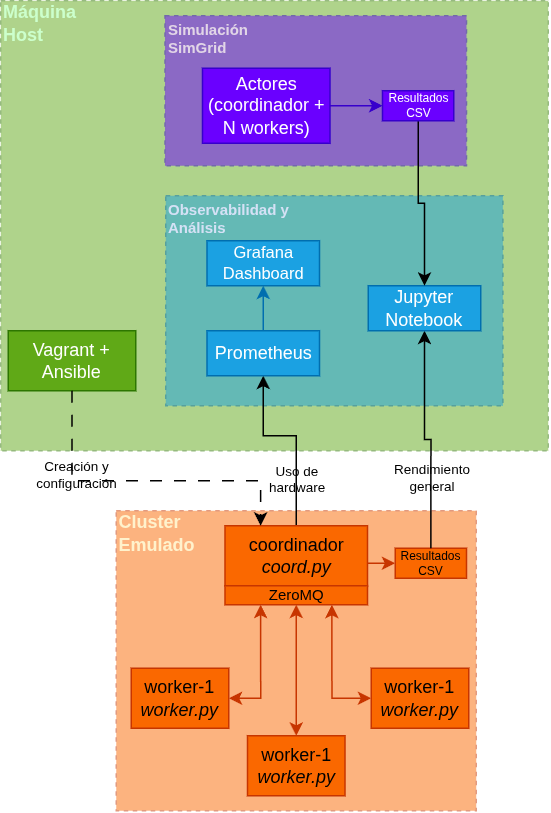 Máquina
Host
Simulación
SimGrid
Actores
(coordinador +
N workers)
Resultados
CSV
Observabilidad y
Análisis
Grafana
Dashboard
Jupyter
Notebook
Prometheus
Vagrant +
Ansible
Creación y
configuración
Uso de
hardware
Rendimiento
general
Cluster
Emulado
coordinador
coord.py
ZeroMQ
Resultados
CSV
worker-1
worker.py
worker-1
worker.py
worker-1
worker.py